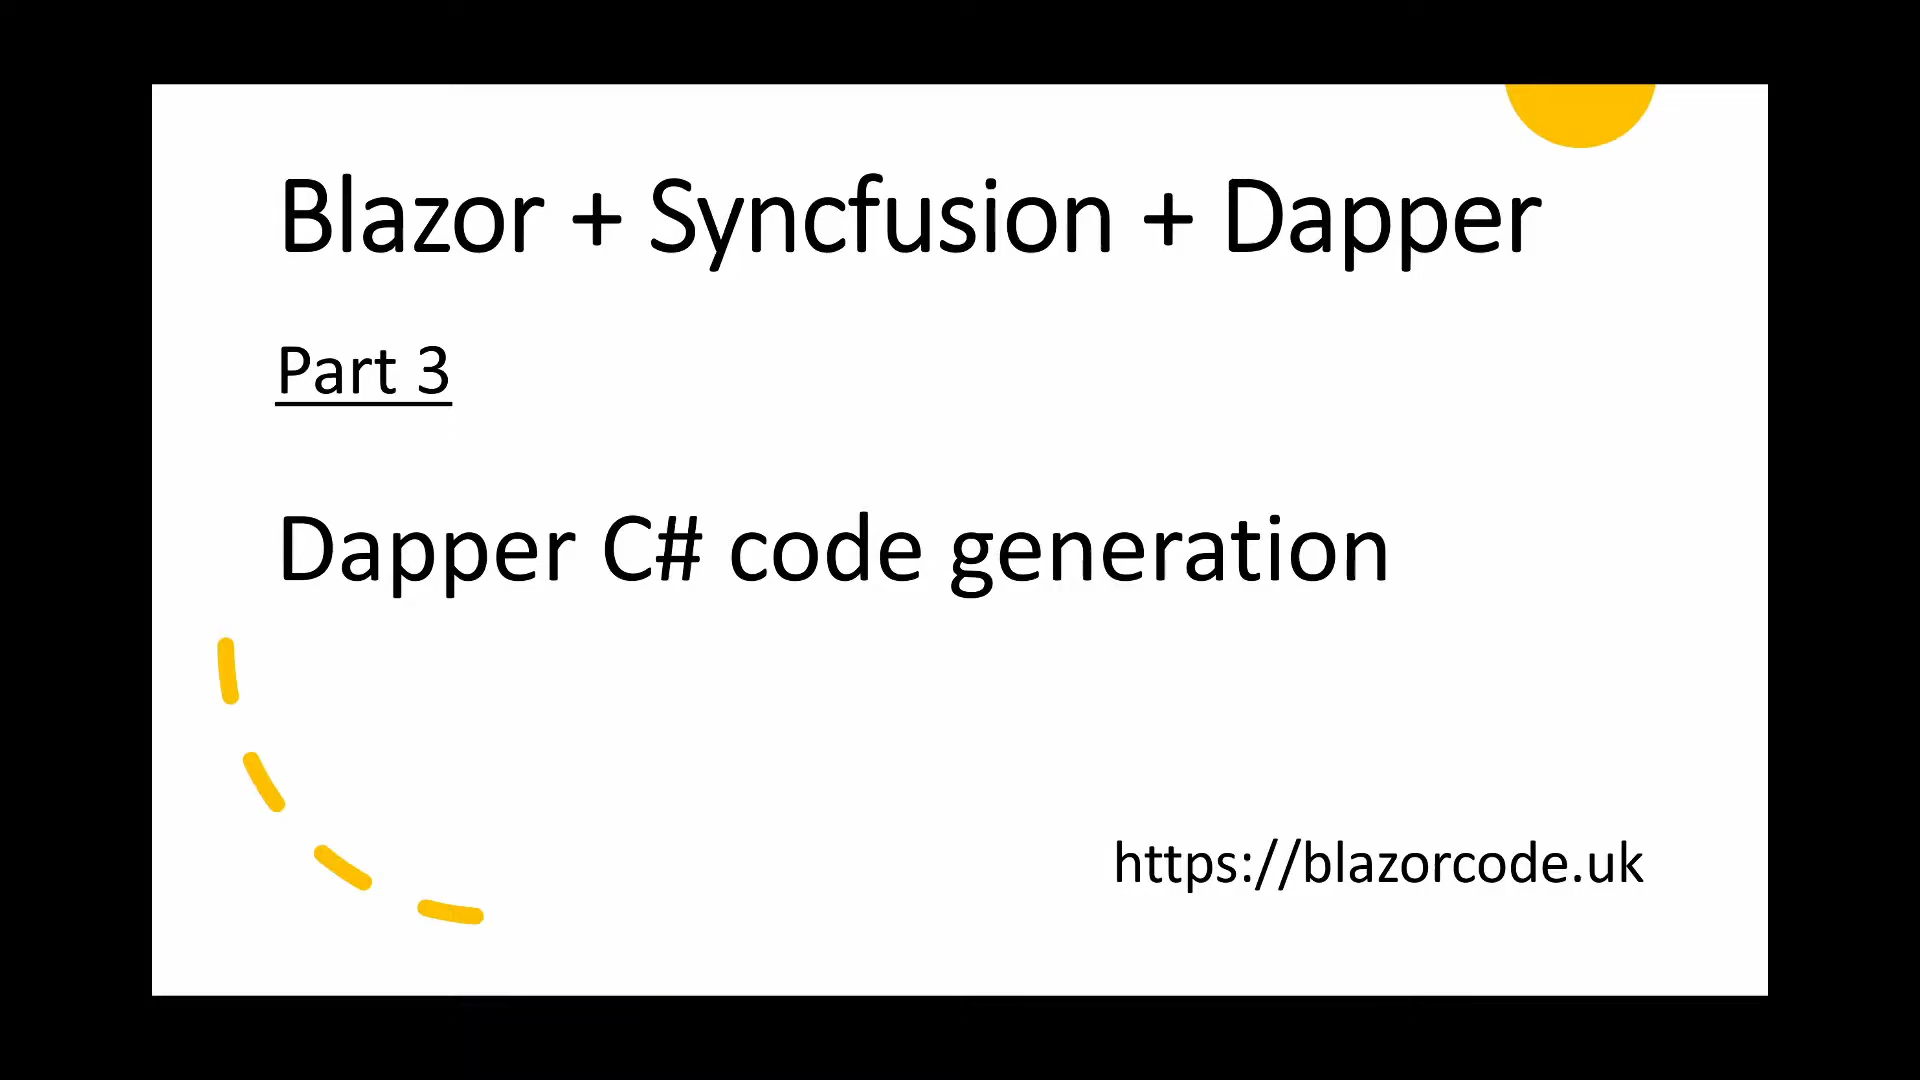 Blazor + Syncfusion + Dapper
Part 3
Dapper C# code generation
https://blazorcode.uk